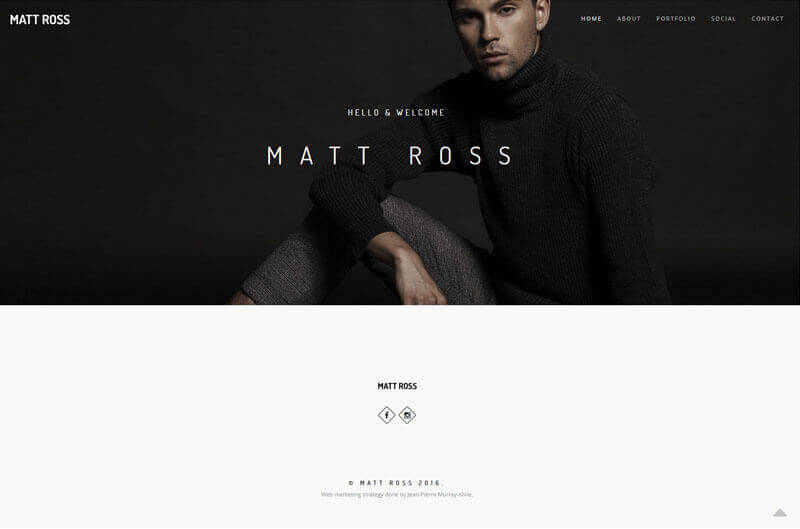 MATT ROSS
HOME ABOUT PORTFOLIO SOCIAL CONTACT
HELLO & WELCOME
MATT ROSS
MATT ROSS
© MATT ROSS 2016.
Web marketing strategy done by Jean-Pierre Murray-Kline.